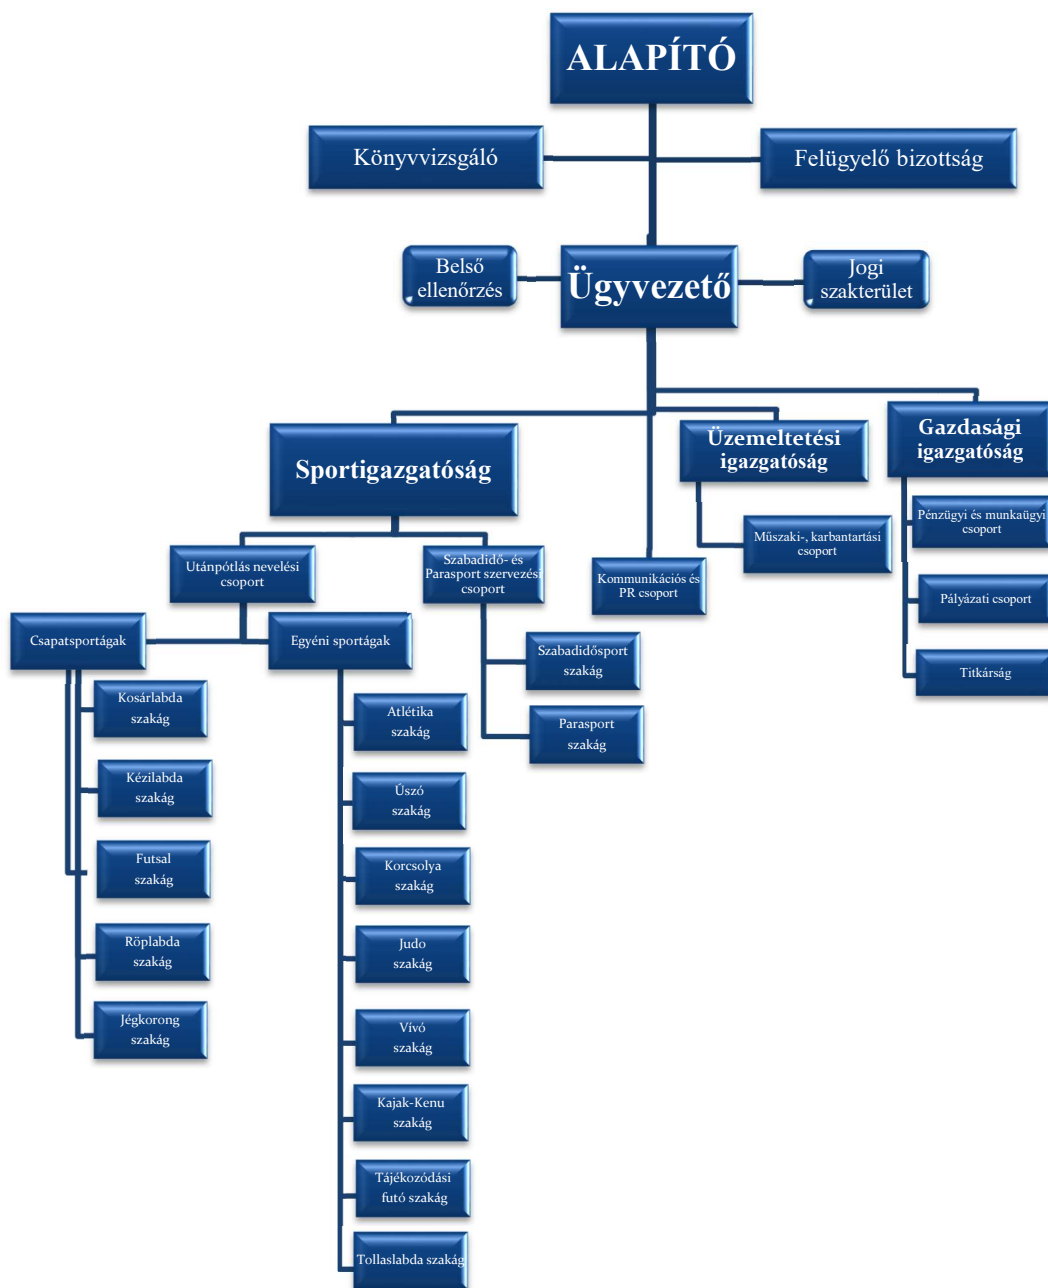 ALAPÍTÓ
Könyvvizsgáló
Felügyelő bizottság
Belső
ellenőrzés
Ügyvezető
Jogi
szakterület
Sportigazgatóság
Üzemeltetési
igazgatóság
Gazdasági
igazgatóság
Utánpótlás nevelési
csoport
Szabadidő- és
Parasport szervezési
csoport
Kommunikációs és
PR csoport
Műszaki-, karbantartási
csoport
Pénzügyi és munkaügyi
csoport
Pályázati csoport
Titkárság
Csapatsportágak
Egyéni sportágak
Szabadidősport
szakág
Parasport
szakág
Kosárlabda
szakág
Kézilabda
szakág
Futsal
szakág
Röplabda
szakág
Jégkorong
szakág
Atlétika
szakág
Úszó
szakág
Korcsolya
szakág
Judo
szakág
Vívó
szakág
Kajak-Kenu
szakág
Tájékozódási
futó szakág
Tollaslabda szakág